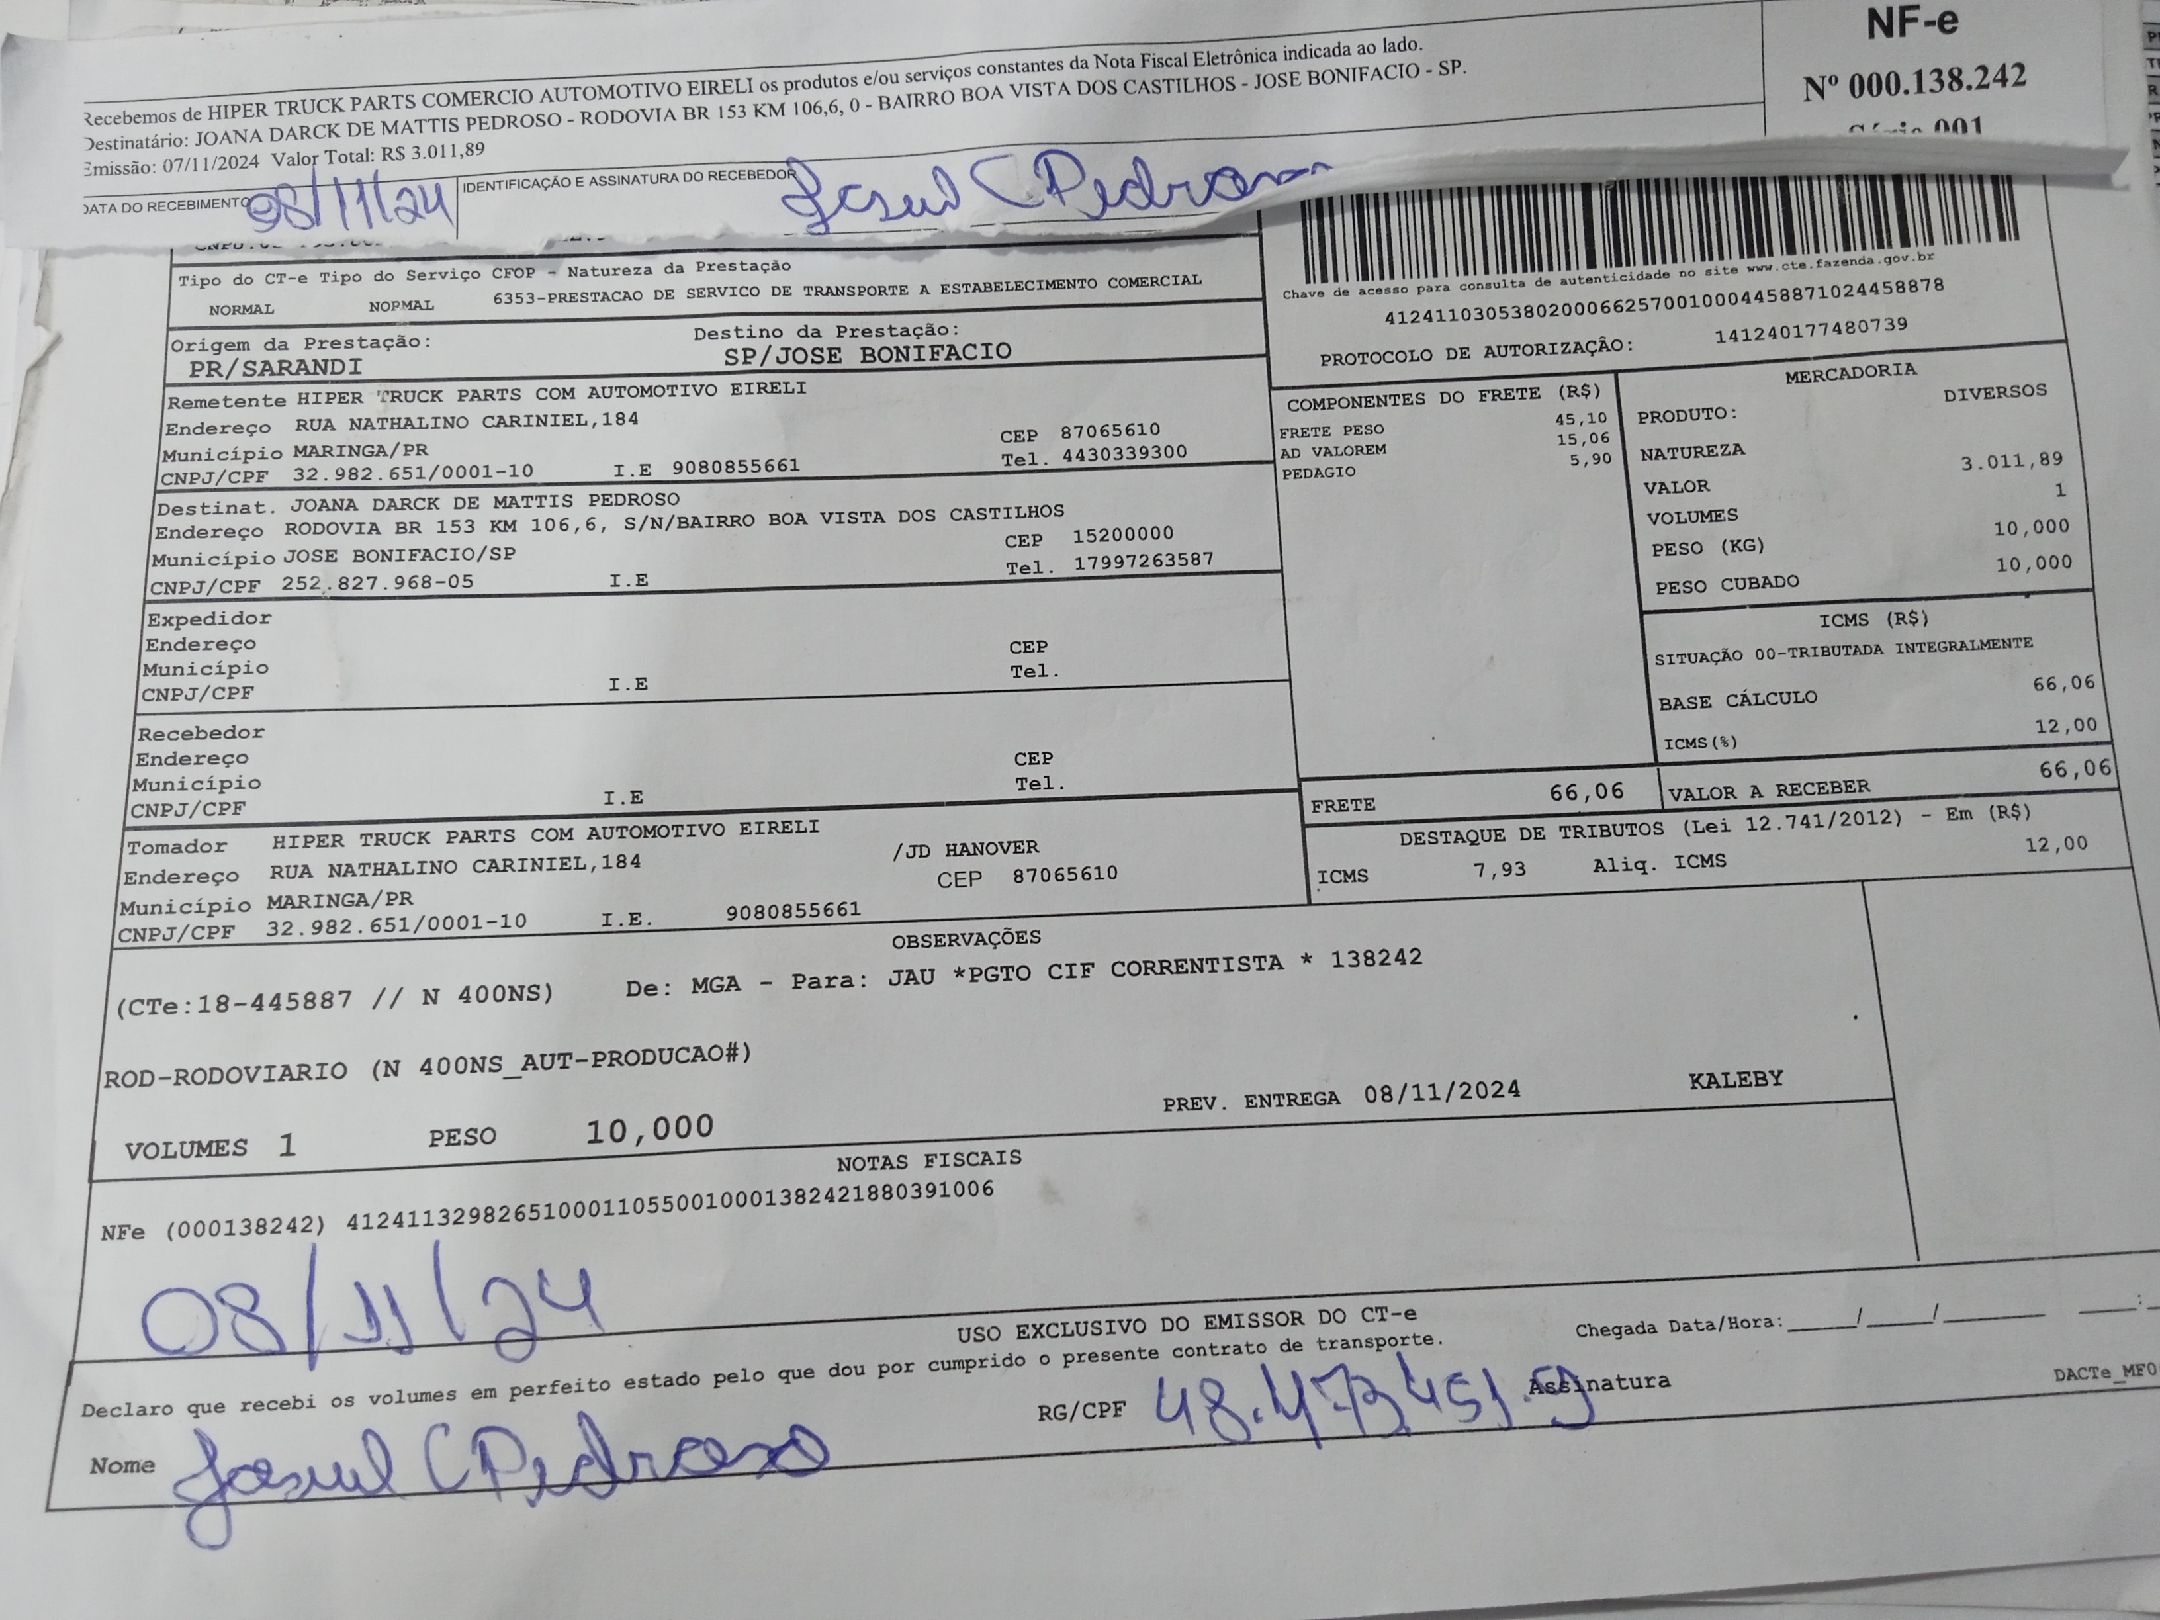 Recebemos de HIPER TRUCK PARTS COMERCIO AUTOMOTIVO EIRELI os produtos e/ou serviços constantes da Nota Fiscal Eletrônica indicada ao lado.
Destinatário: JOANA DARCK DE MATTIS PEDROSO - RODOVIA BR 153 KM 106,6, 0 - BAIRRO BOA VISTA DOS CASTILHOS - JOSE BONIFACIO - SP.
Emissão: 07/11/2024 Valor Total: R$ 3.011,89
NF-e
Nº 000.138.242
Série 001
DATA DO RECEBIMENTO 08/11/24
IDENTIFICAÇÃO E ASSINATURA DO RECEBEDOR
C Pedroso
Tipo do CT-e Tipo do Serviço CFOP - Natureza da Prestação
NORMAL NORMAL 6353-PRESTACAO DE SERVICO DE TRANSPORTE A ESTABELECIMENTO COMERCIAL
Origem da Prestação: Destino da Prestação:
PR/SARANDI SP/JOSE BONIFACIO
Chave de acesso para consulta de autenticidade no site www.cte.fazenda.gov.br
41241103053802000662570010004458871024458878
PROTOCOLO DE AUTORIZAÇÃO: 141240177480739
Remetente HIPER TRUCK PARTS COM AUTOMOTIVO EIRELI
Endereço RUA NATHALINO CARINIEL,184
Município MARINGA/PR CEP 87065610
CNPJ/CPF 32.982.651/0001-10 I.E 9080855661 Tel. 4430339300
Destinat. JOANA DARCK DE MATTIS PEDROSO
Endereço RODOVIA BR 153 KM 106,6, S/N/BAIRRO BOA VISTA DOS CASTILHOS
Município JOSE BONIFACIO/SP CEP 15200000
CNPJ/CPF 252.827.968-05 I.E Tel. 17997263587
Expedidor
Endereço
Município CEP
CNPJ/CPF I.E Tel.
Recebedor
Endereço
Município CEP
CNPJ/CPF I.E Tel.
Tomador HIPER TRUCK PARTS COM AUTOMOTIVO EIRELI
Endereço RUA NATHALINO CARINIEL,184 /JD HANOVER
Município MARINGA/PR CEP 87065610
CNPJ/CPF 32.982.651/0001-10 I.E. 9080855661
COMPONENTES DO FRETE (R$)
FRETE PESO 45,10
AD VALOREM 15,06
PEDAGIO 5,90
MERCADORIA
PRODUTO: DIVERSOS
NATUREZA
VALOR 3.011,89
VOLUMES 1
PESO (KG) 10,000
PESO CUBADO 10,000
ICMS (R$)
SITUAÇÃO 00-TRIBUTADA INTEGRALMENTE
BASE CÁLCULO 66,06
ICMS(%) 12,00
FRETE 66,06 VALOR A RECEBER 66,06
DESTAQUE DE TRIBUTOS (Lei 12.741/2012) - Em (R$)
ICMS 7,93 Aliq. ICMS 12,00
OBSERVAÇÕES
(CTe:18-445887 // N 400NS) De: MGA - Para: JAU *PGTO CIF CORRENTISTA * 138242
ROD-RODOVIARIO (N 400NS_AUT-PRODUCAO#)
PREV. ENTREGA 08/11/2024 KALEBY
VOLUMES 1 PESO 10,000
NOTAS FISCAIS
NFe (000138242) 41241132982651000110550010001382421880391006
08/11/24
USO EXCLUSIVO DO EMISSOR DO CT-e
Declaro que recebi os volumes em perfeito estado pelo que dou por cumprido o presente contrato de transporte.
Chegada Data/Hora:_____/_____/______ ____:_
Nome C Pedroso RG/CPF 48.473.451-9 Assinatura
DACTe_MF0